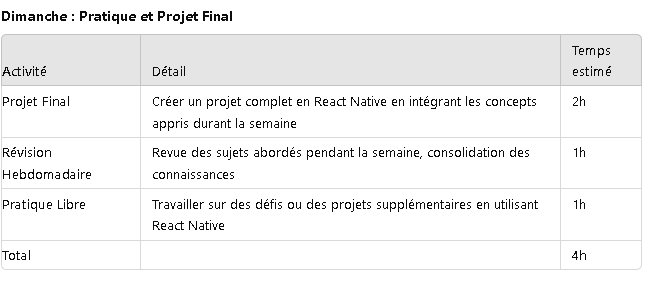 Dimanche : Pratique et Projet Final
Temps
Activité Détail estimé
Projet Final Créer un projet complet en React Native en intégrant les concepts 2h
appris durant la semaine
Révision Revue des sujets abordés pendant la semaine, consolidation des 1h
Hebdomadaire connaissances
Pratique Libre Travailler sur des défis ou des projets supplémentaires en utilisant 1h
React Native
Total 4h